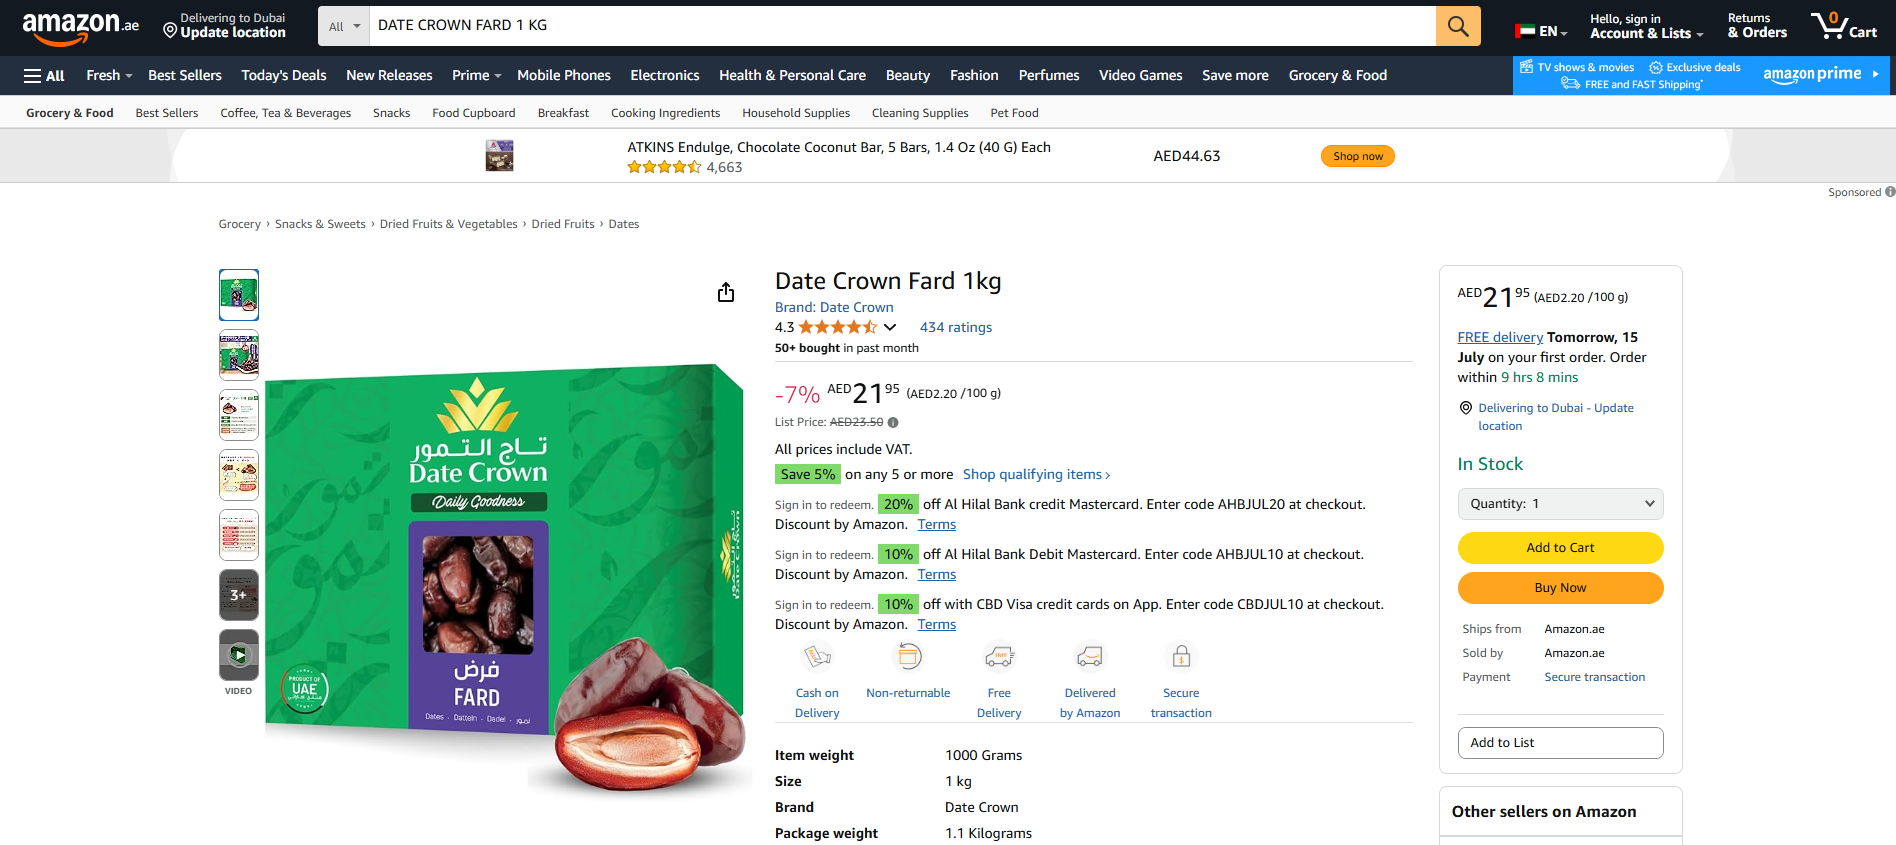 amazon.ae
Delivering to Dubai
Update location
All
DATE CROWN FARD 1 KG
EN
Hello, sign in
Account & Lists
Returns
& Orders
0
Cart
All
Fresh
Best Sellers
Today's Deals
New Releases
Prime
Mobile Phones
Electronics
Health & Personal Care
Beauty
Fashion
Perfumes
Video Games
Save more
Grocery & Food
TV shows & movies
Exclusive deals
FREE and FAST Shipping*
amazon prime
Grocery & Food
Best Sellers
Coffee, Tea & Beverages
Snacks
Food Cupboard
Breakfast
Cooking Ingredients
Household Supplies
Cleaning Supplies
Pet Food
ATKINS Endulge, Chocolate Coconut Bar, 5 Bars, 1.4 Oz (40 G) Each
4,663
AED44.63
Shop now
Sponsored
Grocery › Snacks & Sweets › Dried Fruits & Vegetables › Dried Fruits › Dates
3+
VIDEO
تاج التمور
Date Crown
Daily Goodness
فرض
FARD
Dates . Datteln . Dadel . تمور
PRODUCT OF
UAE
تاج التمور
Date Crown
Date Crown Fard 1kg
Brand: Date Crown
4.3
434 ratings
50+ bought in past month
-7% AED21 95 (AED2.20 /100 g)
List Price: AED23.50
All prices include VAT.
Save 5% on any 5 or more Shop qualifying items ›
Sign in to redeem. 20% off Al Hilal Bank credit Mastercard. Enter code AHBJUL20 at checkout.
Discount by Amazon. Terms
Sign in to redeem. 10% off Al Hilal Bank Debit Mastercard. Enter code AHBJUL10 at checkout.
Discount by Amazon. Terms
Sign in to redeem. 10% off with CBD Visa credit cards on App. Enter code CBDJUL10 at checkout.
Discount by Amazon. Terms
Cash on
Delivery
Non-returnable
Free
Delivery
Delivered
by Amazon
Secure
transaction
Item weight 1000 Grams
Size 1 kg
Brand Date Crown
Package weight 1.1 Kilograms
AED21 95 (AED2.20 /100 g)
FREE delivery Tomorrow, 15
July on your first order. Order
within 9 hrs 8 mins
Delivering to Dubai - Update
location
In Stock
Quantity: 1
Add to Cart
Buy Now
Ships from Amazon.ae
Sold by Amazon.ae
Payment Secure transaction
Add to List
Other sellers on Amazon